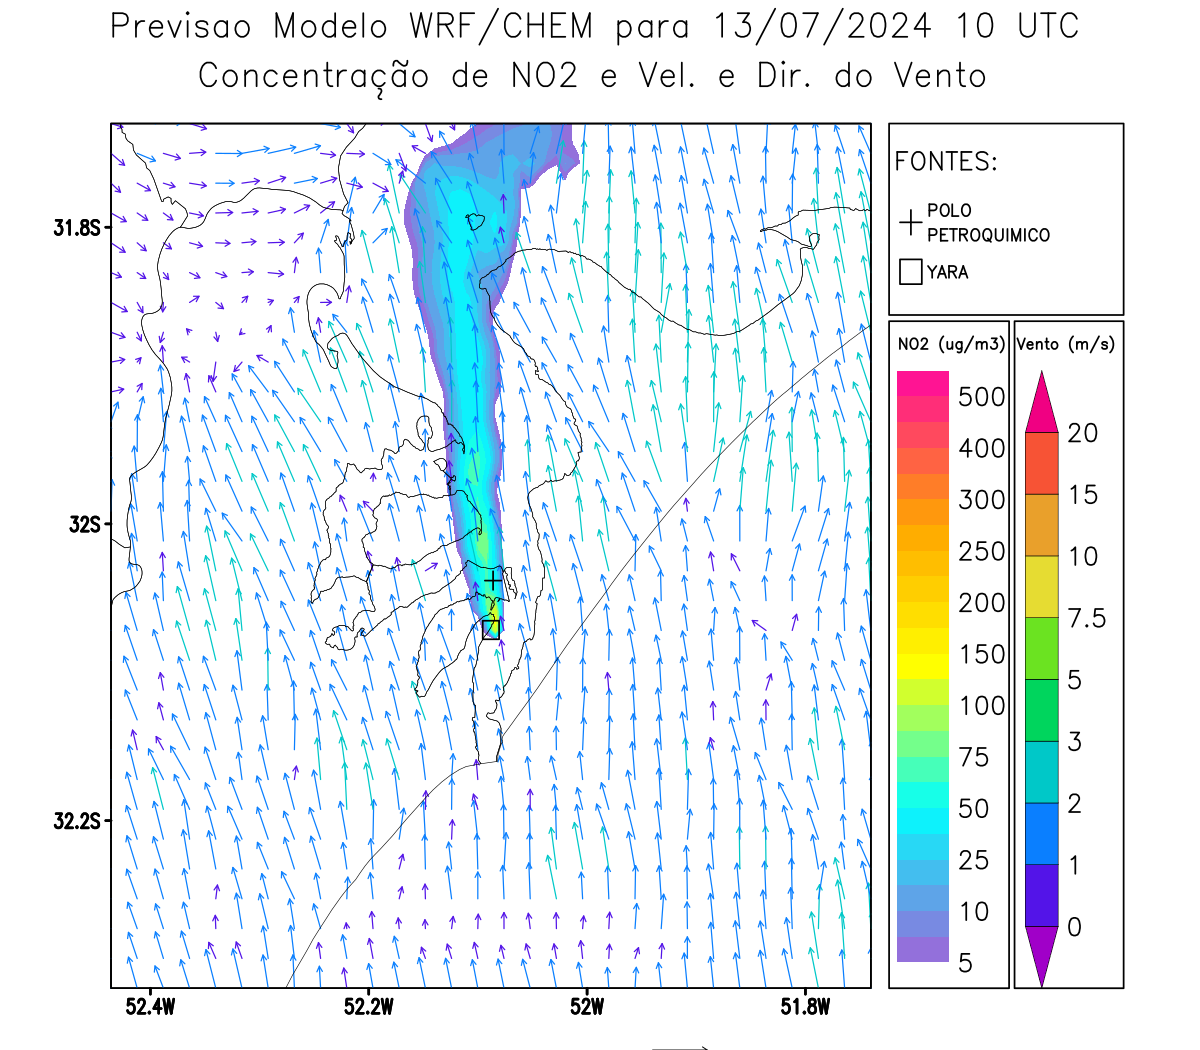 Previsao Modelo WRF/CHEM para 13/07/2024 10 UTC
Concentração de NO2 e Vel. e Dir. do Vento
FONTES:
POLO
PETROQUIMICO
YARA
NO2 (ug/m3)
500
400
300
250
200
150
100
75
50
25
10
5
Vento (m/s)
20
15
10
7.5
5
3
2
1
0
31.8S
32S
32.2S
52.4W
52.2W
52W
51.8W